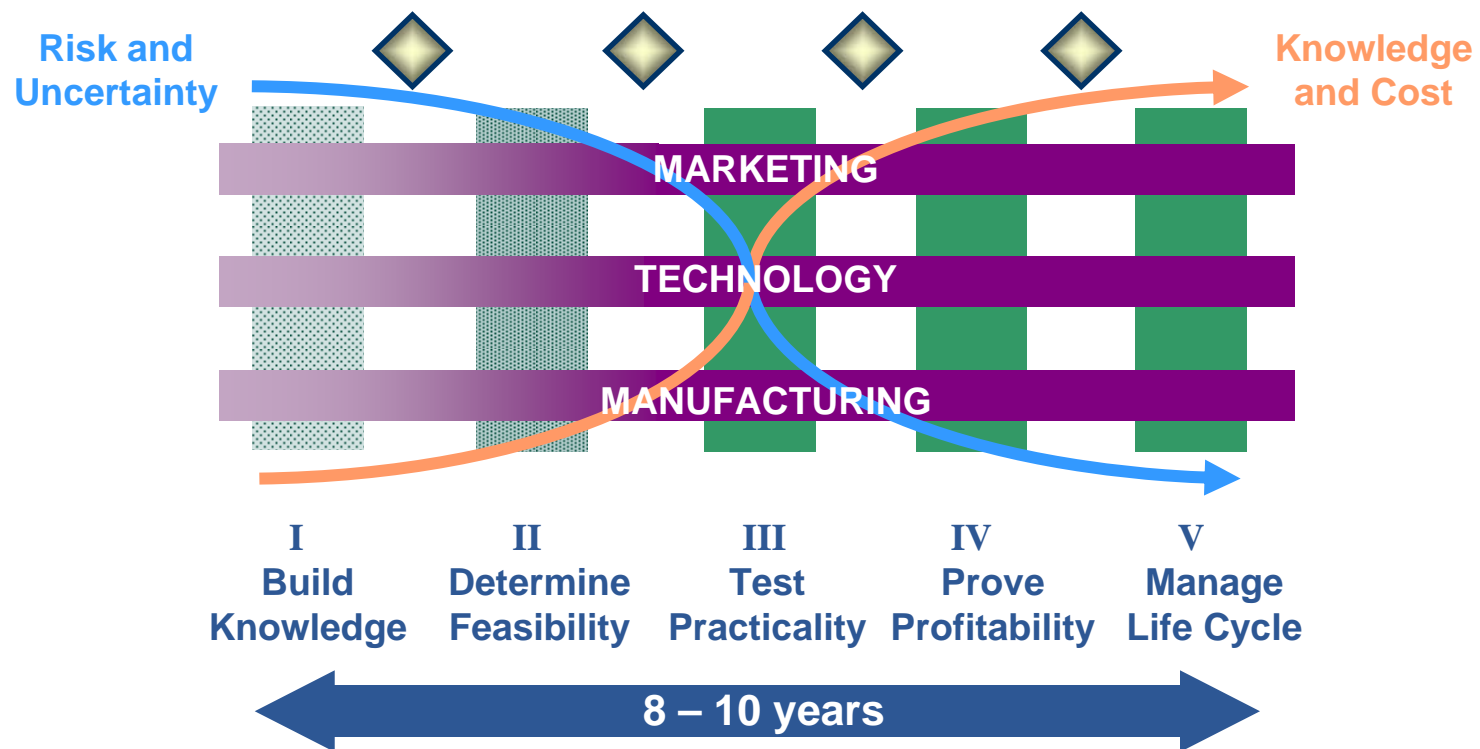 Risk and
Uncertainty
Knowledge
and Cost
MARKETING
TECHNOLOGY
MANUFACTURING
I
Build
Knowledge
II
Determine
Feasibility
III
Test
Practicality
IV
Prove
Profitability
V
Manage
Life Cycle
8 – 10 years